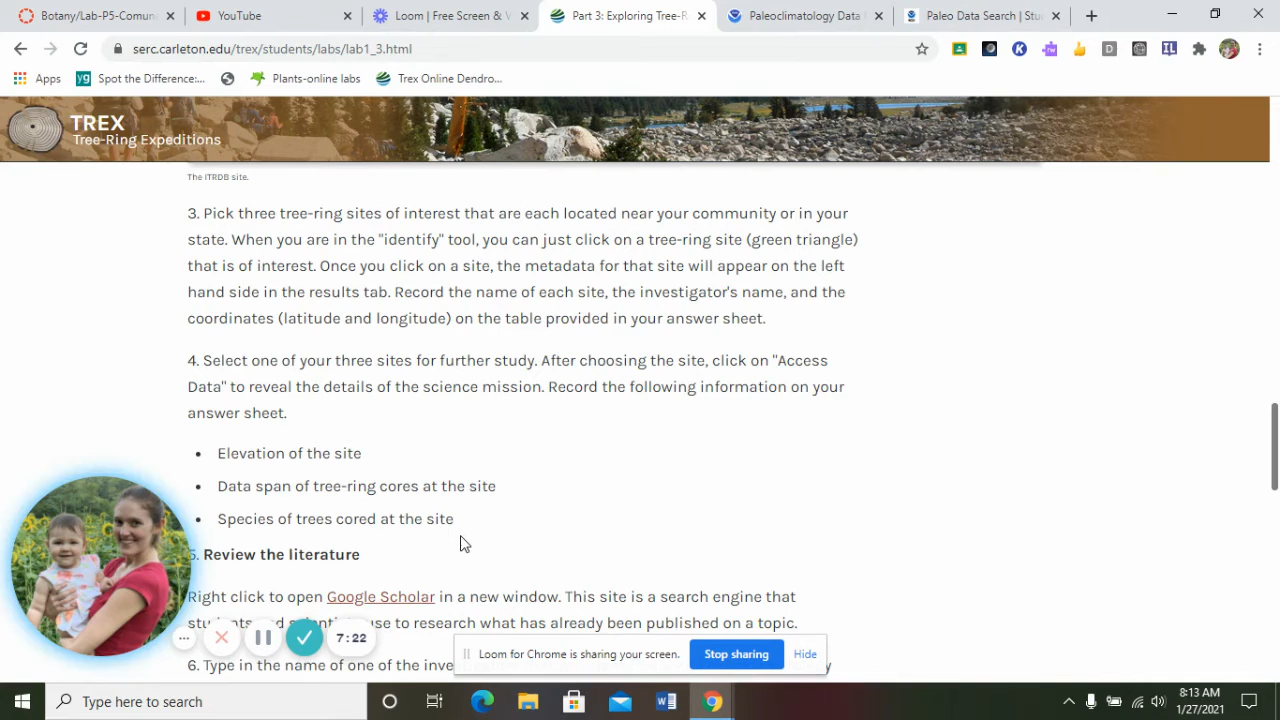 Botany/Lab-P5-Comun
YouTube
Loom | Free Screen & V
Part 3: Exploring Tree-R
Paleoclimatology Data
Paleo Data Search | Stu
serc.carleton.edu/trex/students/labs/lab1_3.html
Apps
Spot the Difference:...
Plants-online labs
Trex Online Dendro...
TREX
Tree-Ring Expeditions
The ITRDB site.
3. Pick three tree-ring sites of interest that are each located near your community or in your
state. When you are in the "identify" tool, you can just click on a tree-ring site (green triangle)
that is of interest. Once you click on a site, the metadata for that site will appear on the left
hand side in the results tab. Record the name of each site, the investigator's name, and the
coordinates (latitude and longitude) on the table provided in your answer sheet.
4. Select one of your three sites for further study. After choosing the site, click on "Access
Data" to reveal the details of the science mission. Record the following information on your
answer sheet.
• Elevation of the site
• Data span of tree-ring cores at the site
• Species of trees cored at the site
5. Review the literature
Right click to open Google Scholar in a new window. This site is a search engine that
use to research what has already been published on a topic.
7:22
Loom for Chrome is sharing your screen.
Stop sharing
Hide
6. Type in the name of one of the
Type here to search
8:13 AM
1/27/2021